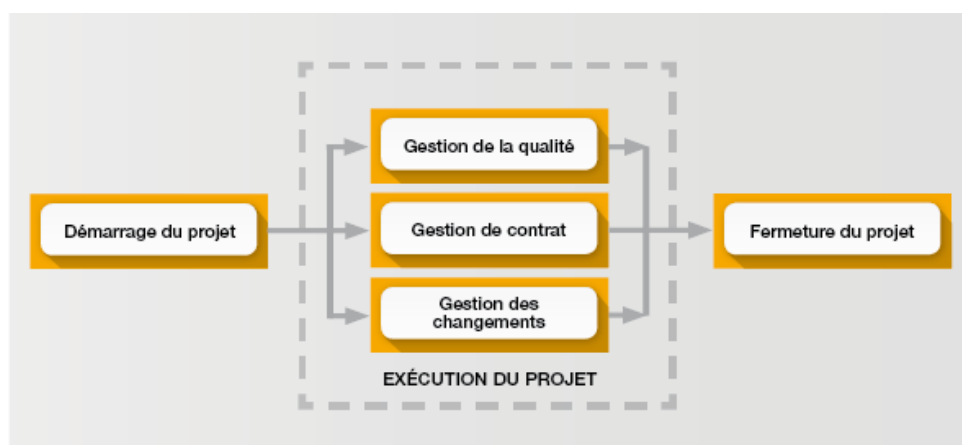 Démarrage du projet
Gestion de la qualité
Gestion de contrat
Gestion des
changements
EXÉCUTION DU PROJET
Fermeture du projet